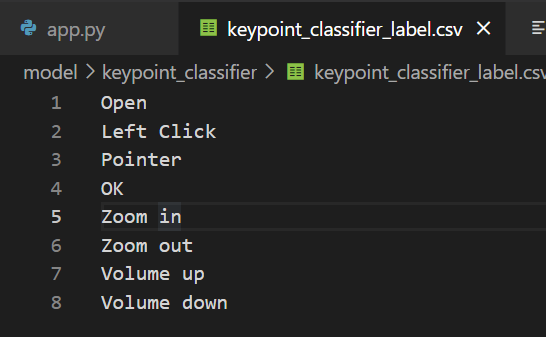 app.py
keypoint_classifier_label.csv
model > keypoint_classifier > keypoint_classifier_label.csv
1 Open
2 Left Click
3 Pointer
4 OK
5 Zoom in
6 Zoom out
7 Volume up
8 Volume down